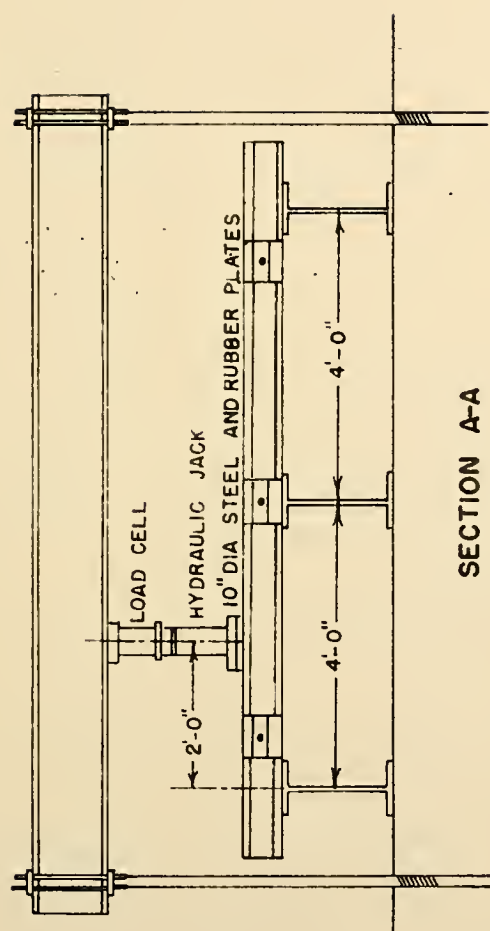 LOAD CELL
HYDRAULIC JACK
10" DIA STEEL AND RUBBER PLATES
2'-0"
4'-0"
4'-0"
SECTION A-A